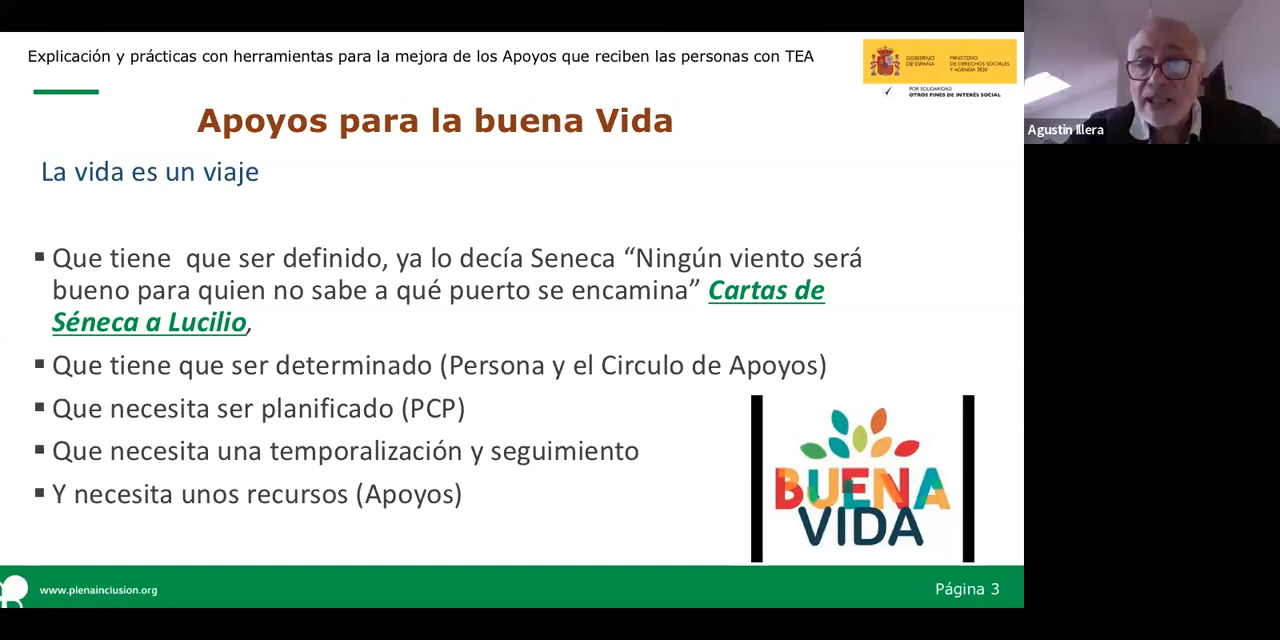 Explicación y prácticas con herramientas para la mejora de los Apoyos que reciben las personas con TEA
GOBIERNO
DE ESPAÑA
MINISTERIO
DE DERECHOS SOCIALES
Y AGENDA 2030
POR SOLIDARIDAD
OTROS FINES DE INTERÉS SOCIAL
Agustin Illera
Apoyos para la buena Vida
La vida es un viaje
▪ Que tiene  que ser definido, ya lo decía Seneca “Ningún viento será
bueno para quien no sabe a qué puerto se encamina” Cartas de
Séneca a Lucilio,
▪ Que tiene que ser determinado (Persona y el Circulo de Apoyos)
▪ Que necesita ser planificado (PCP)
▪ Que necesita una temporalización y seguimiento
▪ Y necesita unos recursos (Apoyos)
BUENA
VIDA
www.plenainclusion.org
Página 3